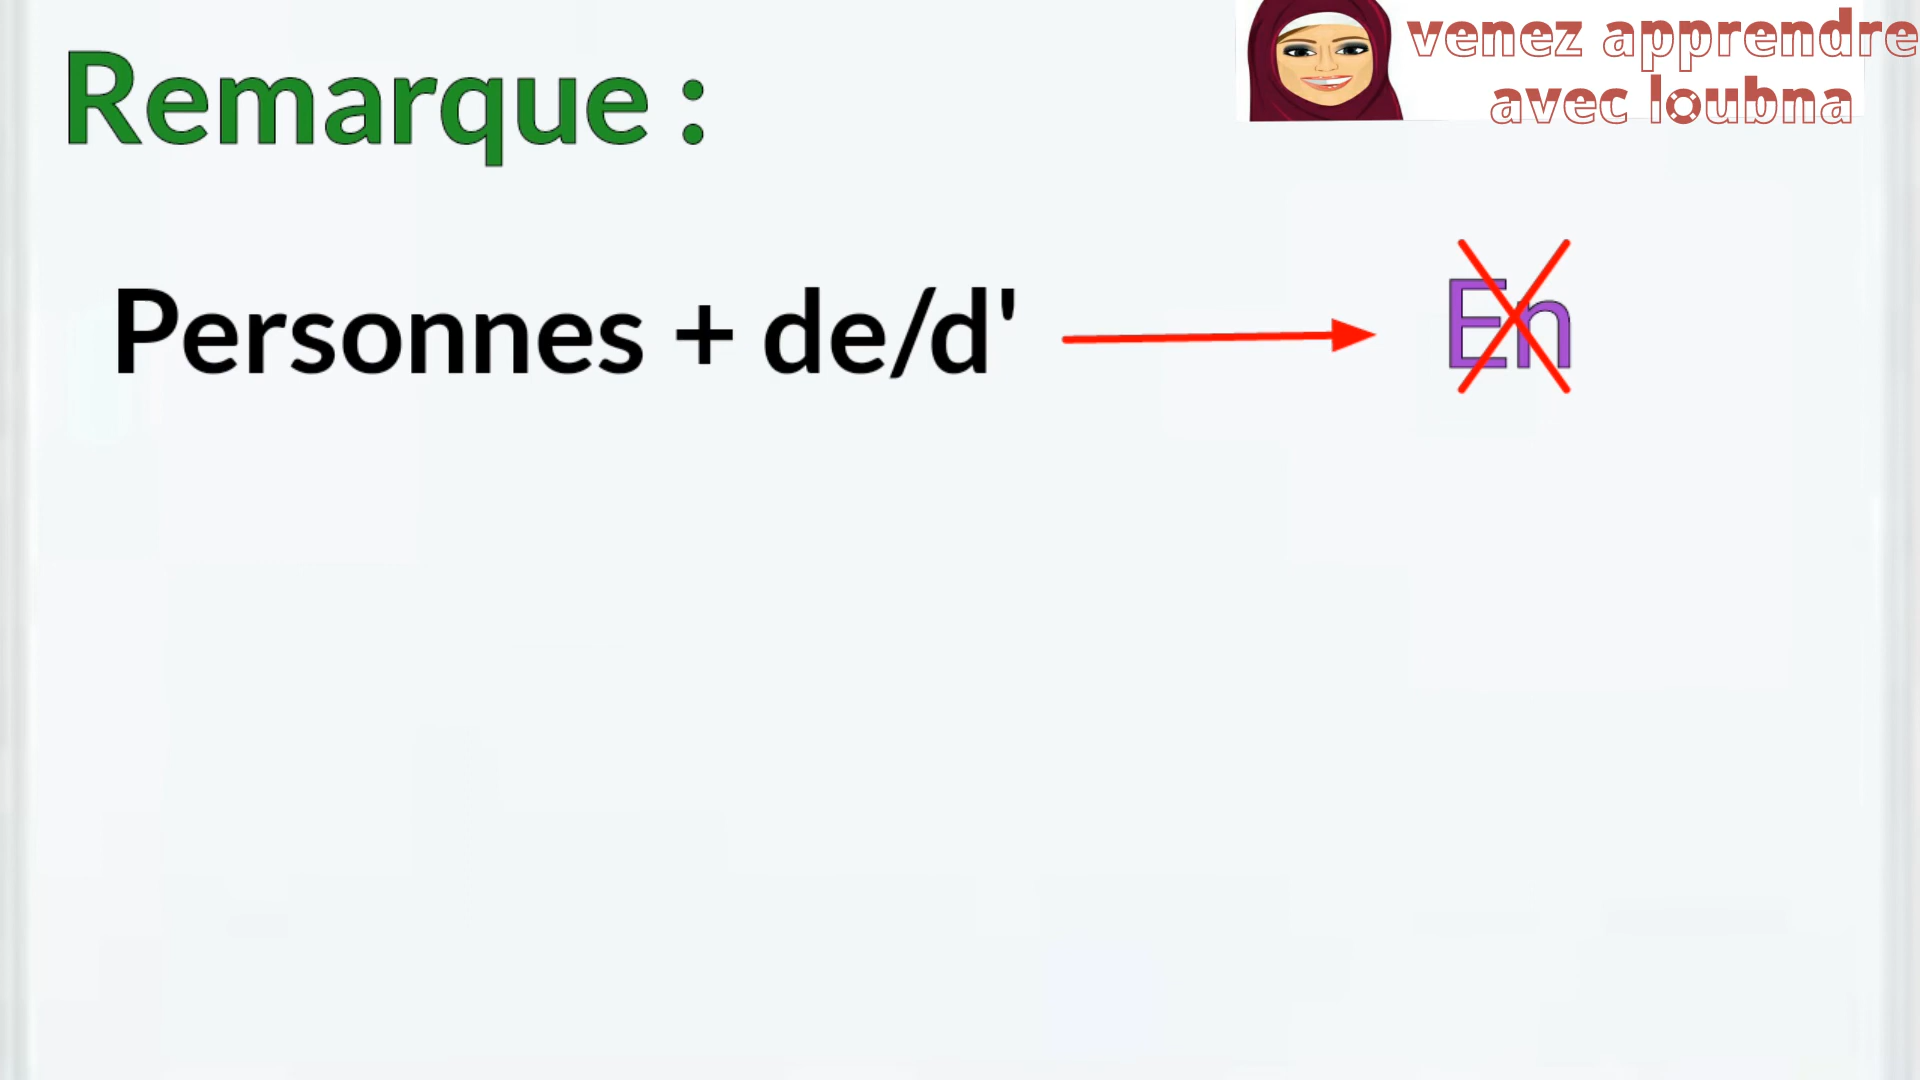 Remarque :
venez apprendre
avec loubna
Personnes + de/d' En